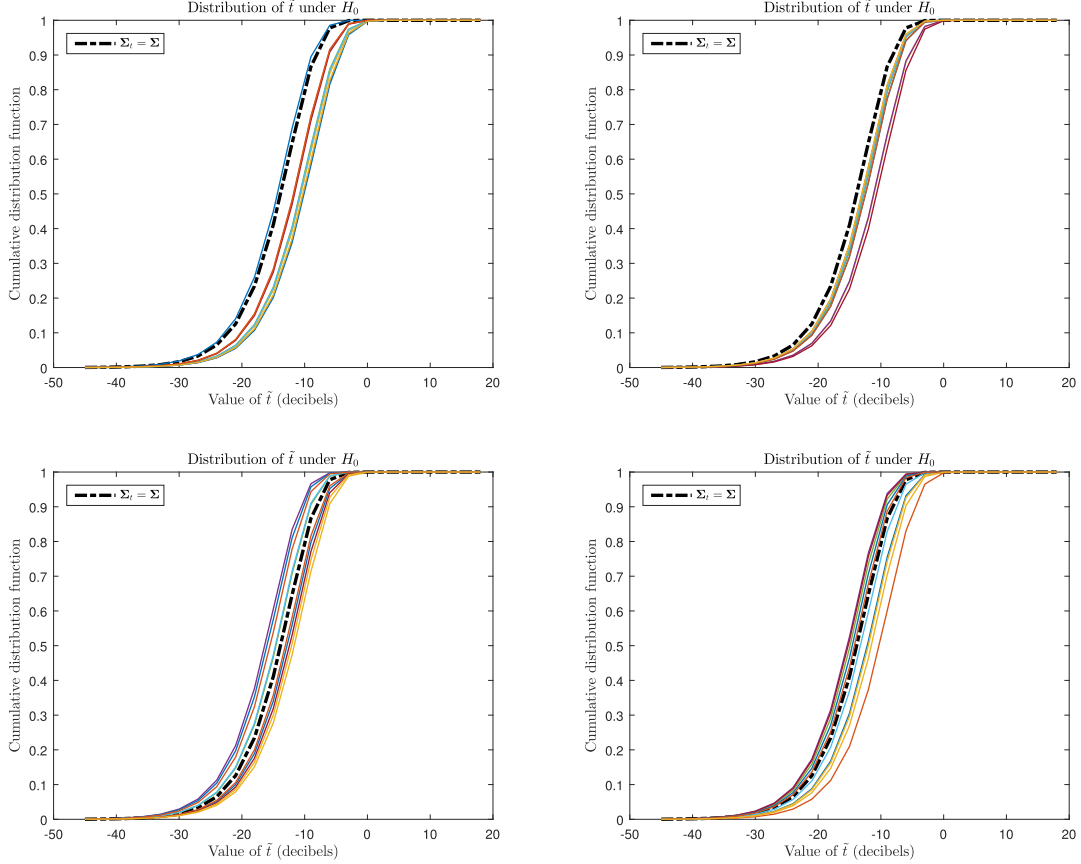 Distribution of t̃ under H₀
Σₜ = Σ
Cumulative distribution function
1
0.9
0.8
0.7
0.6
0.5
0.4
0.3
0.2
0.1
0
-50 -40 -30 -20 -10 0 10 20
Value of t̃ (decibels)
Distribution of t̃ under H₀
Σₜ = Σ
Cumulative distribution function
1
0.9
0.8
0.7
0.6
0.5
0.4
0.3
0.2
0.1
0
-50 -40 -30 -20 -10 0 10 20
Value of t̃ (decibels)
Distribution of t̃ under H₀
Σₜ = Σ
Cumulative distribution function
1
0.9
0.8
0.7
0.6
0.5
0.4
0.3
0.2
0.1
0
-50 -40 -30 -20 -10 0 10 20
Value of t̃ (decibels)
Distribution of t̃ under H₀
Σₜ = Σ
Cumulative distribution function
1
0.9
0.8
0.7
0.6
0.5
0.4
0.3
0.2
0.1
0
-50 -40 -30 -20 -10 0 10 20
Value of t̃ (decibels)